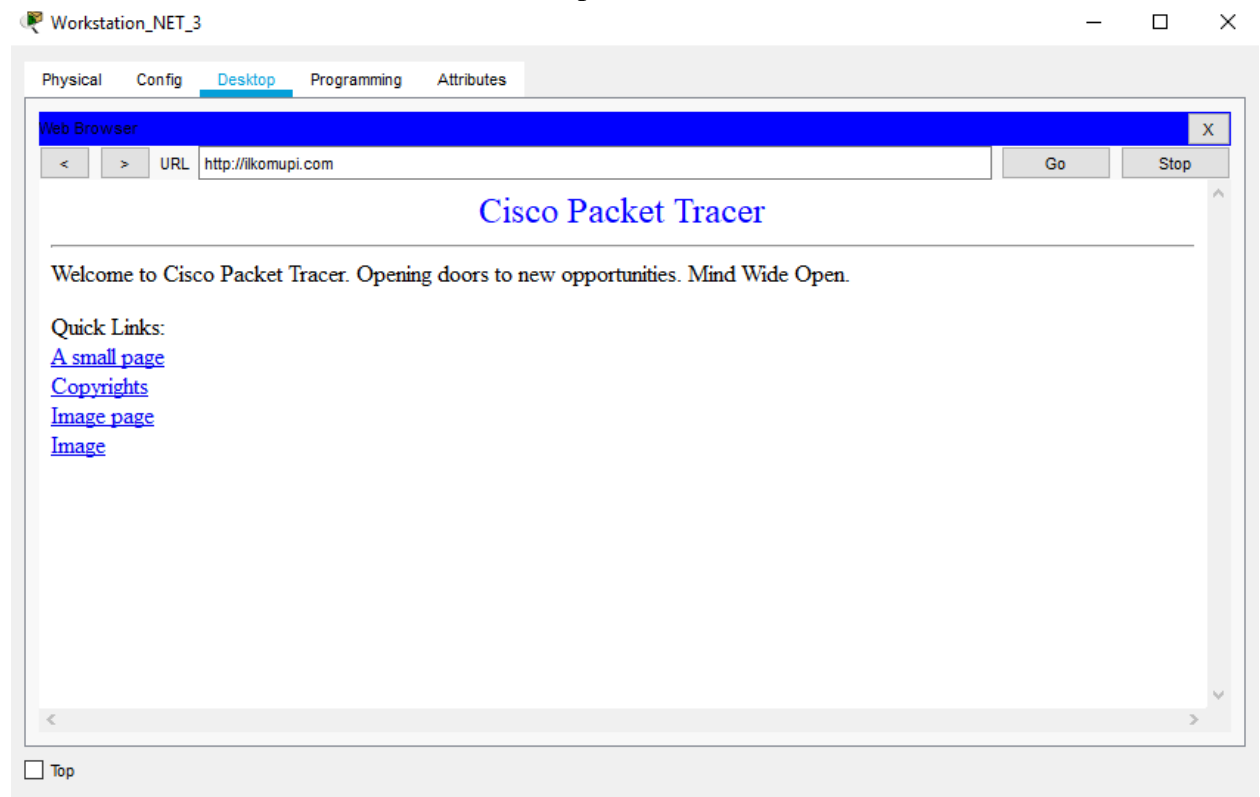 Workstation_NET_3
Physical Config Desktop Programming Attributes
Web Browser X
< > URL http://ilkomupi.com Go Stop
Cisco Packet Tracer
Welcome to Cisco Packet Tracer. Opening doors to new opportunities. Mind Wide Open.
Quick Links:
A small page
Copyrights
Image page
Image
Top